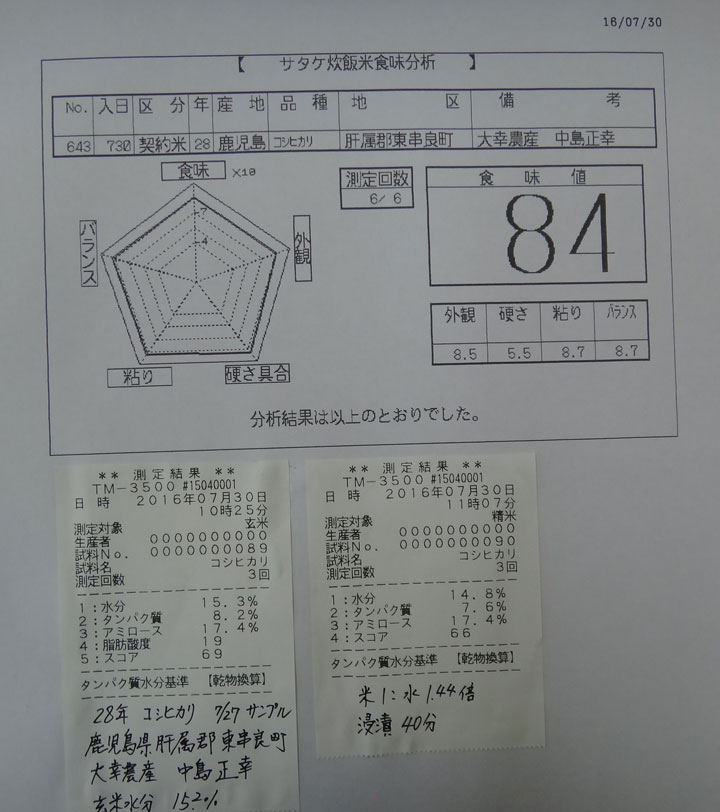 16/07/30
【 サタケ炊飯米食味分析 】
No. 入日 区分 年 産地 品種 地区 備考
643 730 契約米 28 鹿児島 コシヒカリ 肝属郡東串良町 大幸農産 中島正幸
食味 ×10
7
4
バランス
外観
粘り
硬さ具合
測定回数
6/ 6
食味値
84
外観 硬さ 粘り バランス
8.5 5.5 8.7 8.7
分析結果は以上のとおりでした。
** 測定結果 **
TM-3500 #15040001
日 時 2016年07月30日
10時25分
測定対象 玄米
生産者 0000000000
試料No. 0000000089
試料名 コシヒカリ
測定回数 3回
1:水分 15.3%
2:タンパク質 8.2%
3:アミロース 17.4%
4:脂肪酸度 19
5:スコア 69
タンパク質水分基準 【乾物換算】
28年 コシヒカリ 7/27 サンプル
鹿児島県肝属郡東串良町
大幸農産 中島正幸
玄米水分 15.2%
** 測定結果 **
TM-3500 #15040001
日 時 2016年07月30日
11時07分
測定対象 精米
生産者 0000000000
試料No. 0000000090
試料名 コシヒカリ
測定回数 3回
1:水分 14.8%
2:タンパク質 7.6%
3:アミロース 17.4%
4:スコア 66
タンパク質水分基準 【乾物換算】
米1:水1.44倍
浸漬 40分